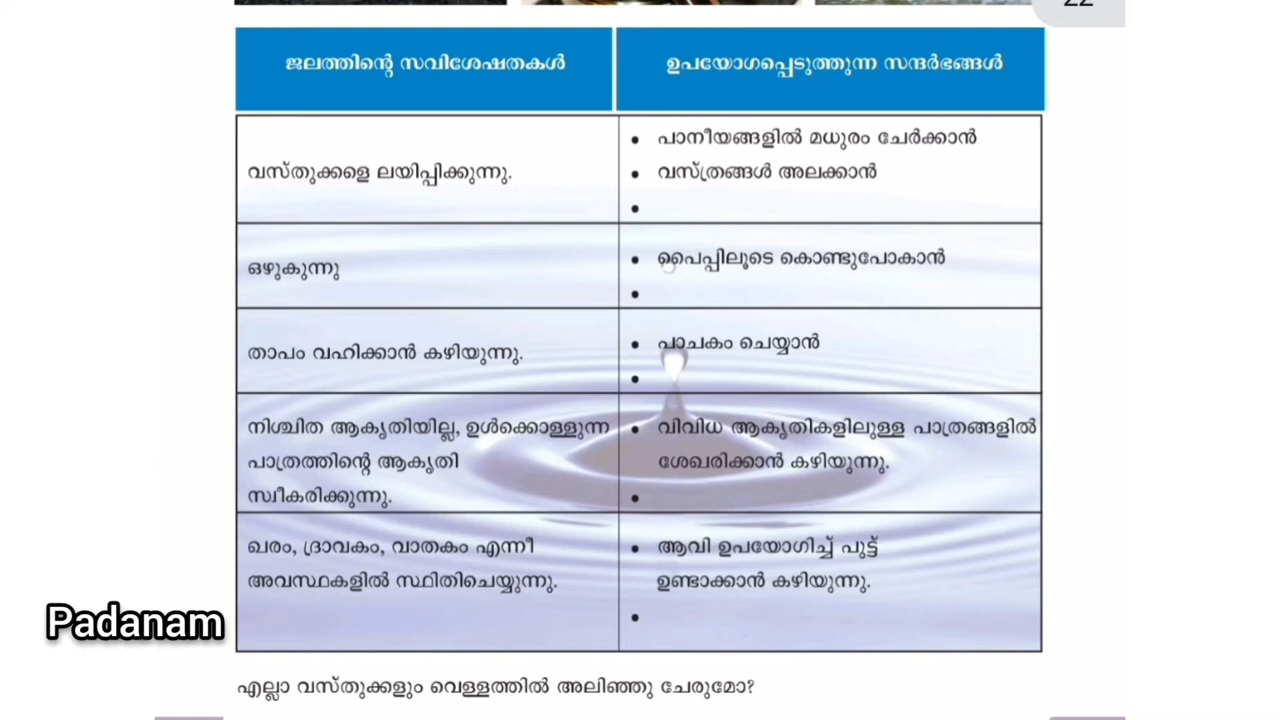 ജലത്തിന്റെ സവിശേഷതകൾ
ഉപയോഗപ്പെടുത്തുന്ന സന്ദർഭങ്ങൾ
വസ്തുക്കളെ ലയിപ്പിക്കുന്നു.
• പാനീയങ്ങളിൽ മധുരം ചേർക്കാൻ
• വസ്ത്രങ്ങൾ അലക്കാൻ
•
ഒഴുകുന്നു
• പൈപ്പിലൂടെ കൊണ്ടുപോകാൻ
•
താപം വഹിക്കാൻ കഴിയുന്നു.
• പാചകം ചെയ്യാൻ
•
നിശ്ചിത ആകൃതിയില്ല, ഉൾക്കൊള്ളുന്ന
പാത്രത്തിന്റെ ആകൃതി
സ്വീകരിക്കുന്നു.
• വിവിധ ആകൃതികളിലുള്ള പാത്രങ്ങളിൽ
ശേഖരിക്കാൻ കഴിയുന്നു.
•
ഖരം, ദ്രാവകം, വാതകം എന്നീ
അവസ്ഥകളിൽ സ്ഥിതിചെയ്യുന്നു.
• ആവി ഉപയോഗിച്ച് പുട്ട്
ഉണ്ടാക്കാൻ കഴിയുന്നു.
•
Padanam
എല്ലാ വസ്തുക്കളും വെള്ളത്തിൽ അലിഞ്ഞു ചേരുമോ?